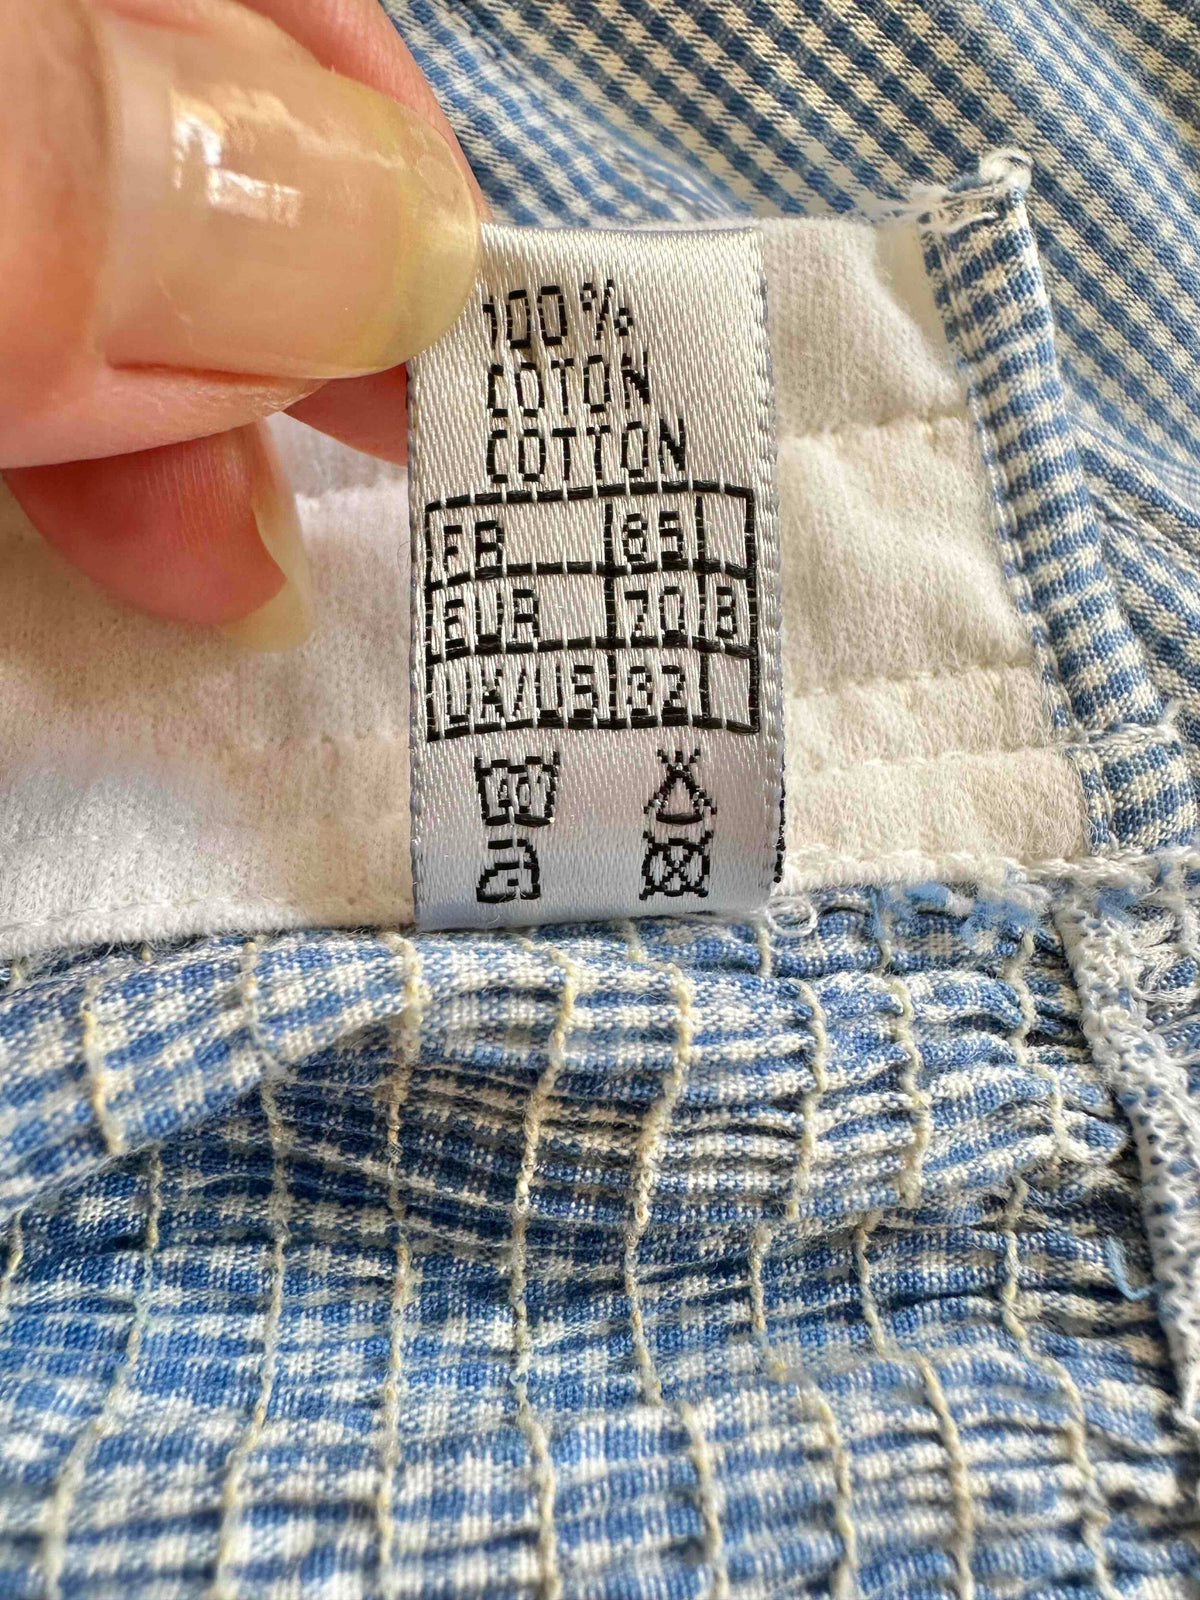 100%
COTON
COTTON
FR 85
EUR 70 B
UK/US 32
40°